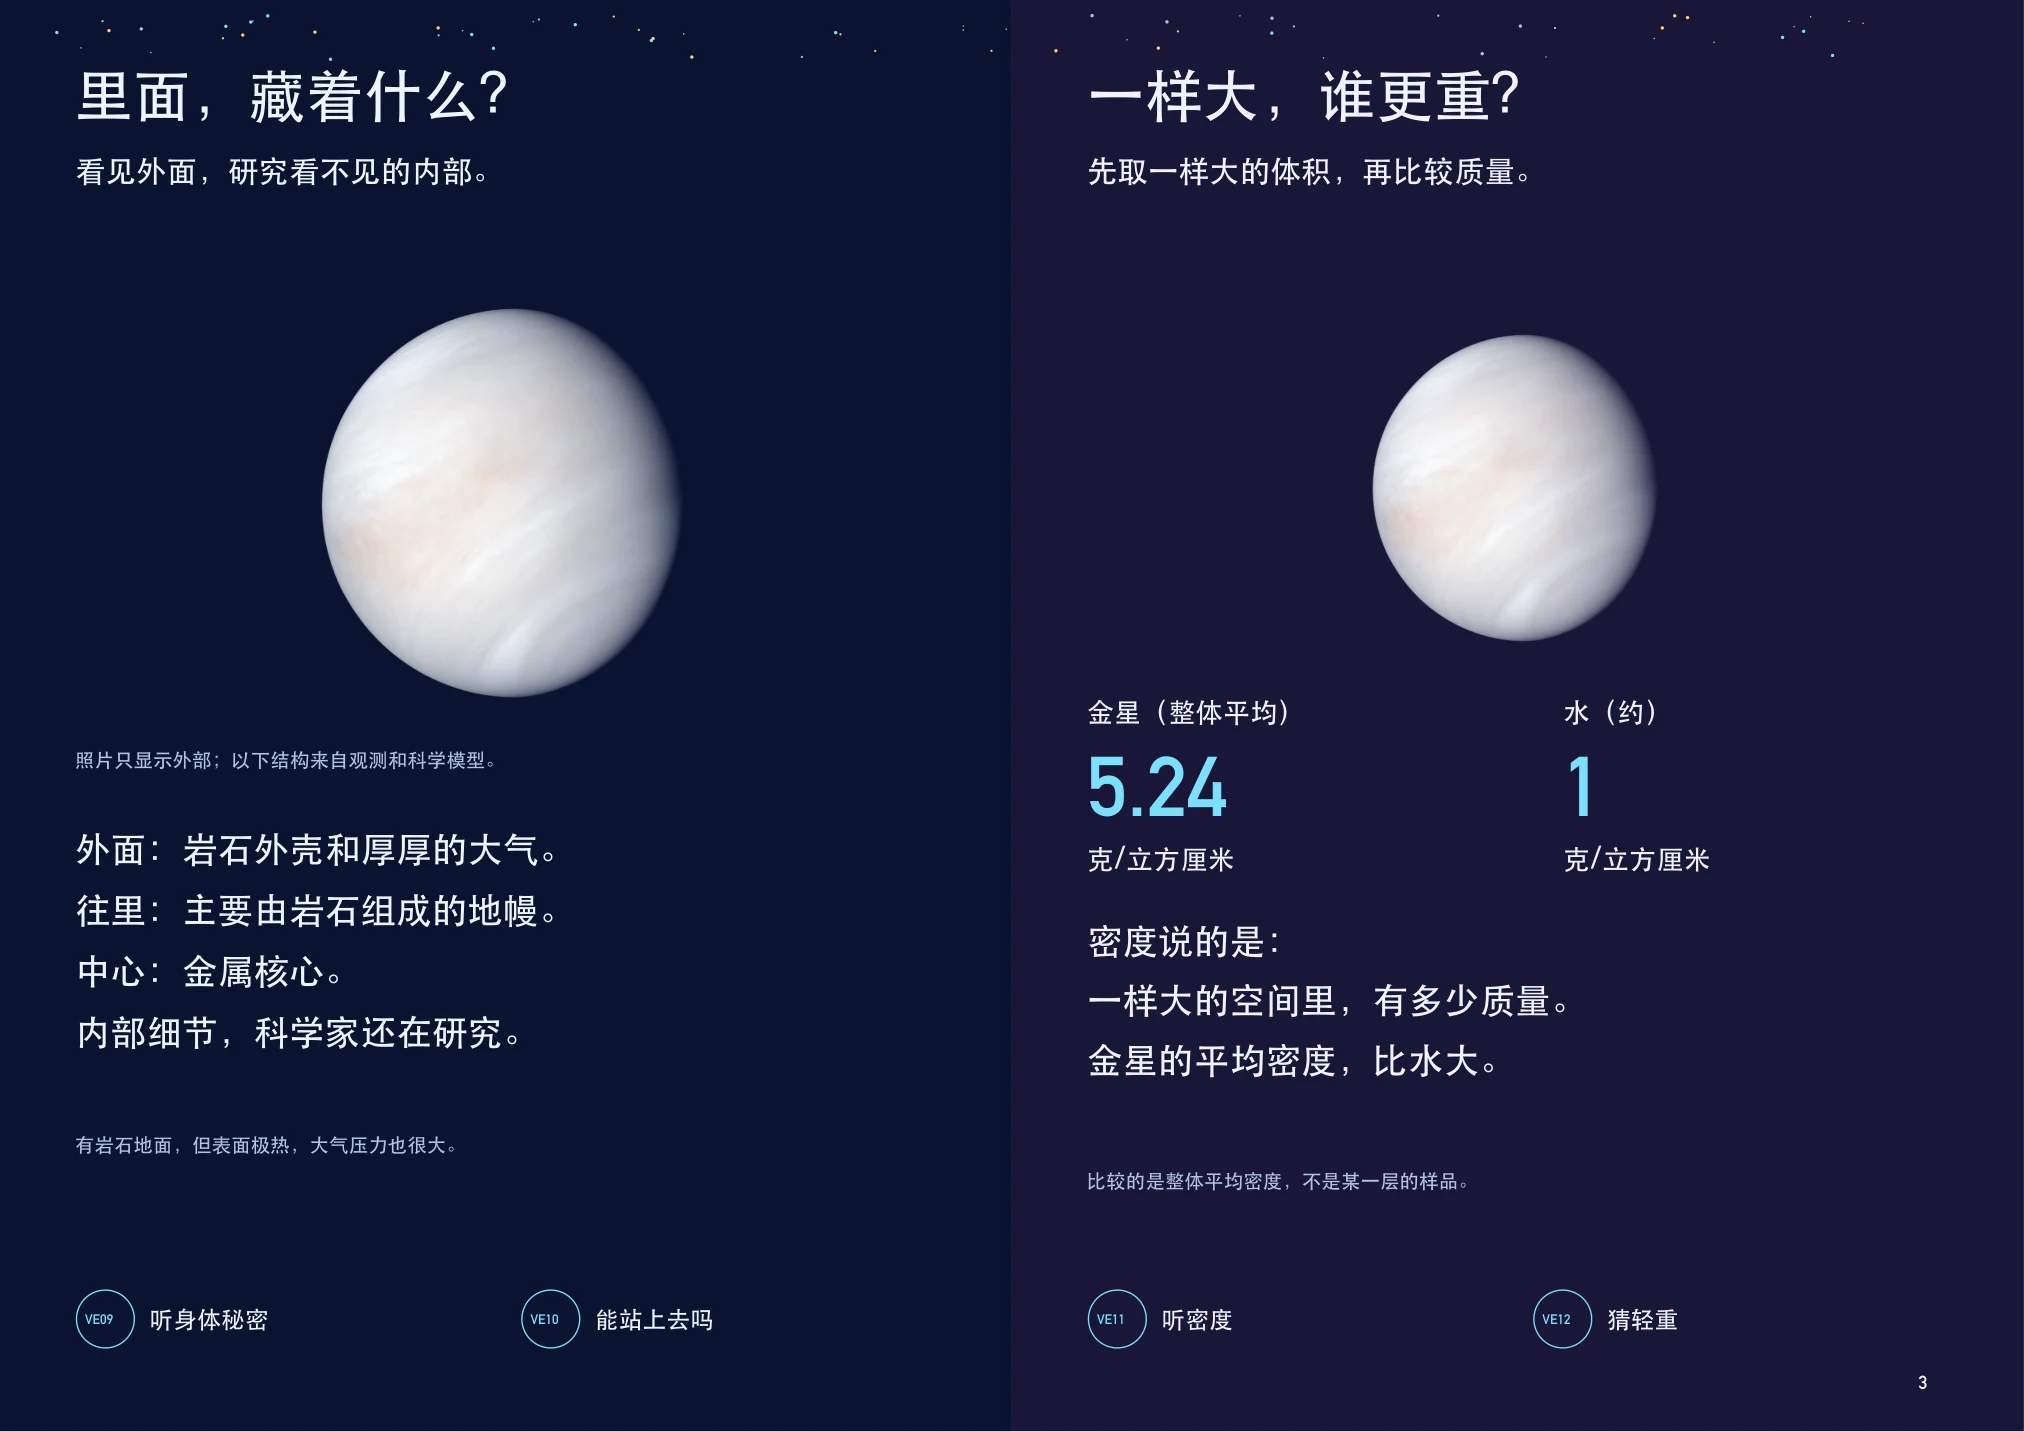 里面，藏着什么？
看见外面，研究看不见的内部。
照片只显示外部；以下结构来自观测和科学模型。
外面：岩石外壳和厚厚的大气。
往里：主要由岩石组成的地幔。
中心：金属核心。
内部细节，科学家还在研究。
有岩石地面，但表面极热，大气压力也很大。
VE09 听身体秘密
VE10 能站上去吗
一样大，谁更重？
先取一样大的体积，再比较质量。
金星（整体平均）
5.24
克/立方厘米
水（约）
1
克/立方厘米
密度说的是：
一样大的空间里，有多少质量。
金星的平均密度，比水大。
比较的是整体平均密度，不是某一层的样品。
VE11 听密度
VE12 猜轻重
3